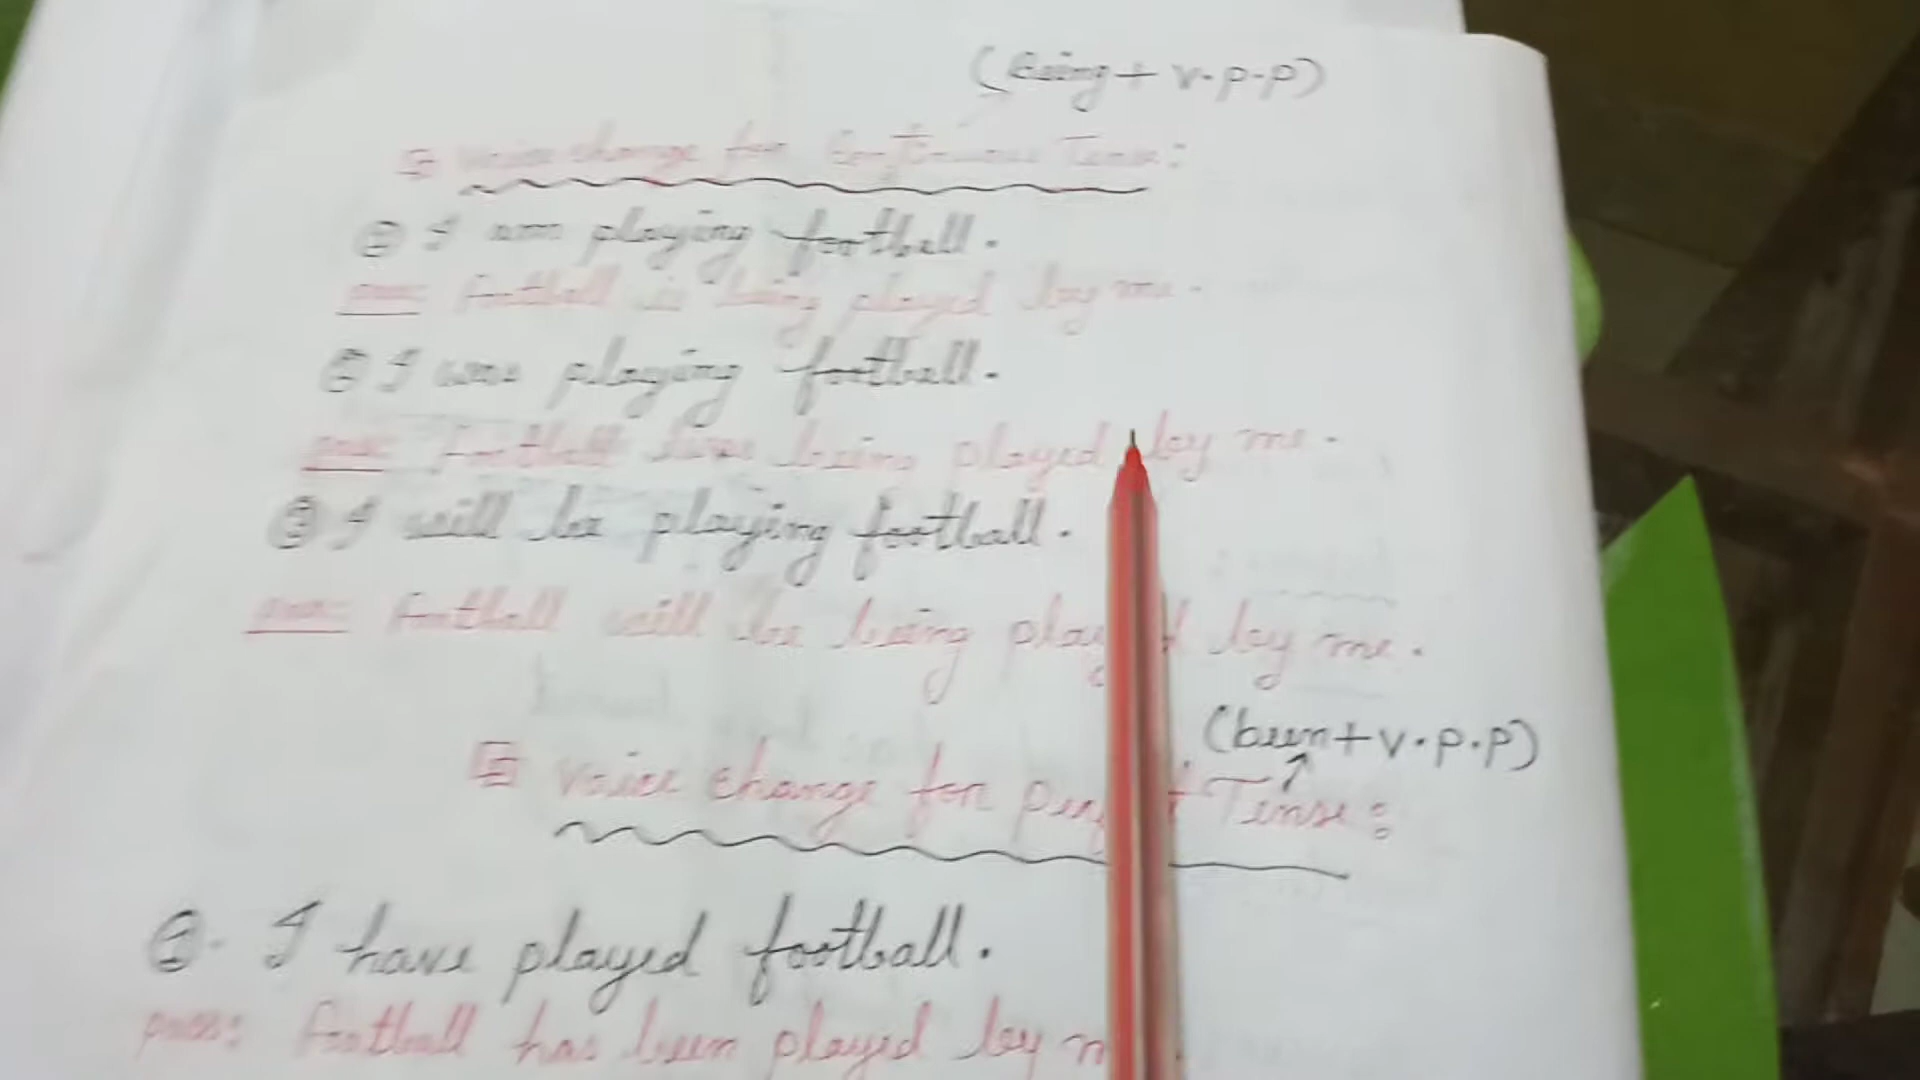 (being + v.p.p)
voice change for Continuous Tense:
① I am playing football.
pass: football is being played by me.
② I was playing football.
pass: football was being played by me.
③ I will be playing football.
pass: football will be being played by me.
voice change for perfect Tense:
(been+v.p.p)
①. I have played football.
pass: football has been played by